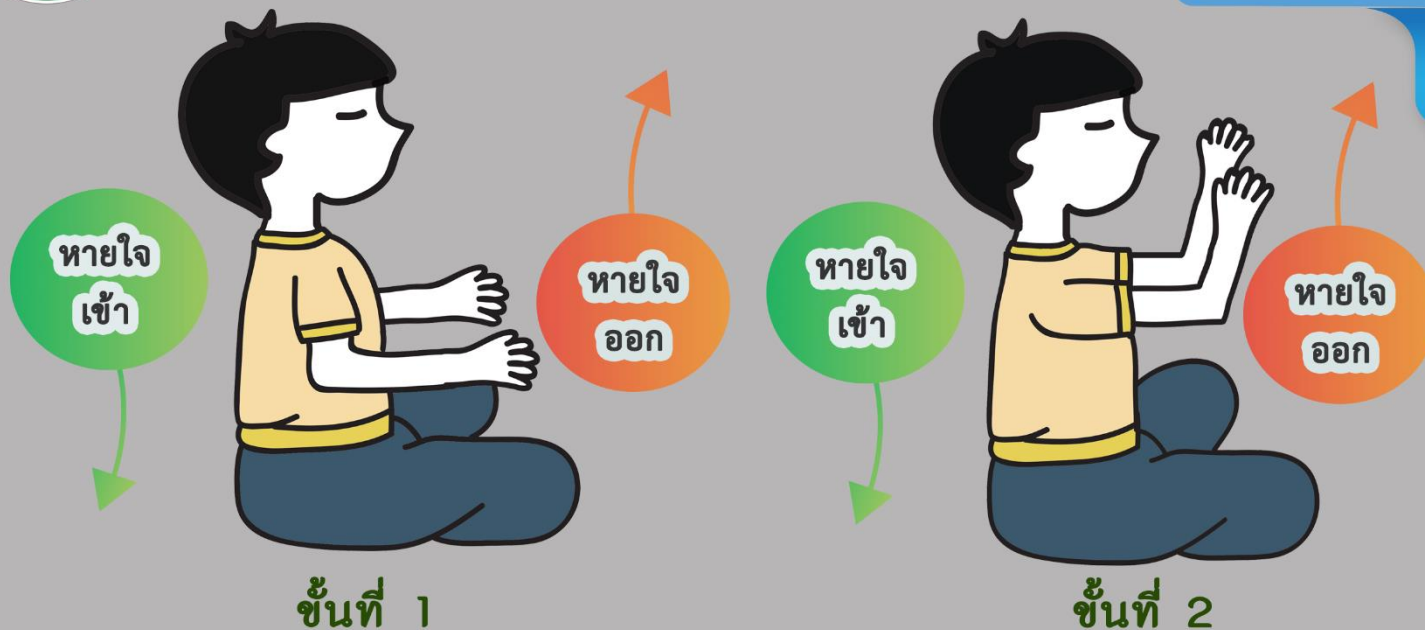 หายใจ
เข้า
หายใจ
ออก
หายใจ
เข้า
หายใจ
ออก
ขั้นที่ 1
ขั้นที่ 2